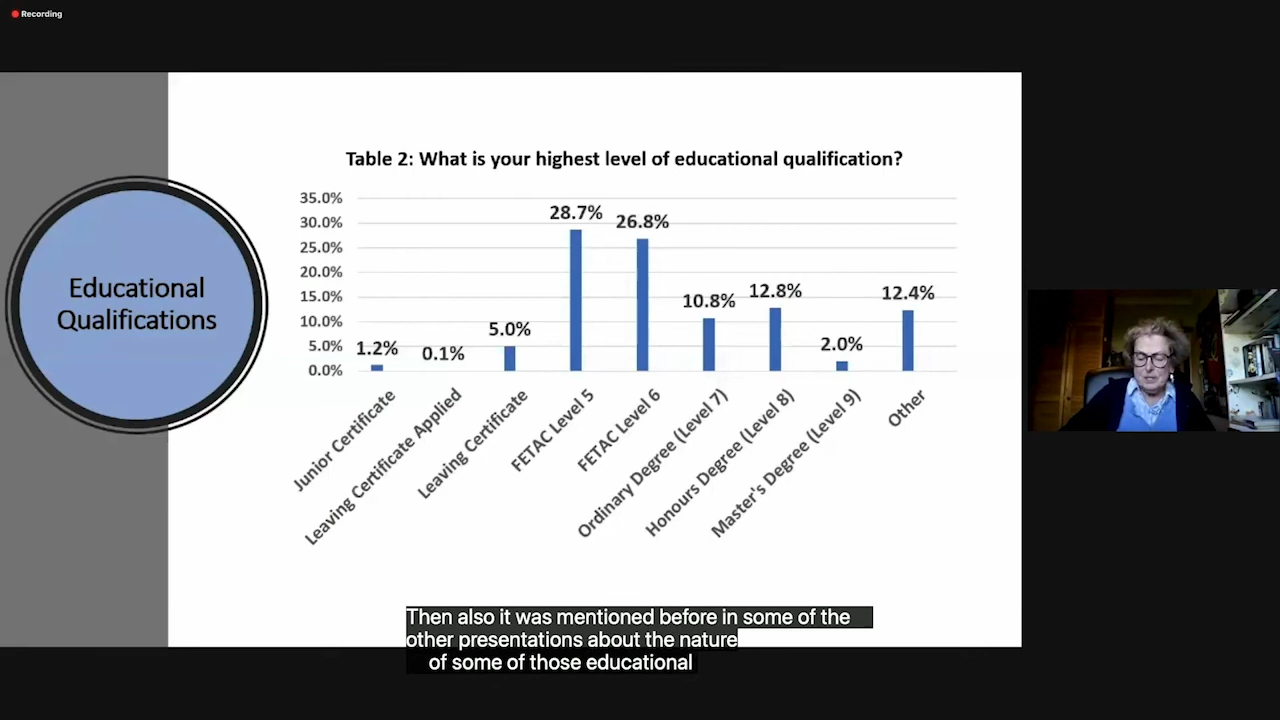 Recording
Table 2: What is your highest level of educational qualification?
Educational
Qualifications
35.0%
30.0%
25.0%
20.0%
15.0%
10.0%
5.0%
0.0%
1.2%
0.1%
5.0%
28.7%
26.8%
10.8%
12.8%
2.0%
12.4%
Junior Certificate
Leaving Certificate Applied
Leaving Certificate
FETAC Level 5
FETAC Level 6
Ordinary Degree (Level 7)
Honours Degree (Level 8)
Master's Degree (Level 9)
Other
Then also it was mentioned before in some of the
other presentations about the nature
of some of those educational